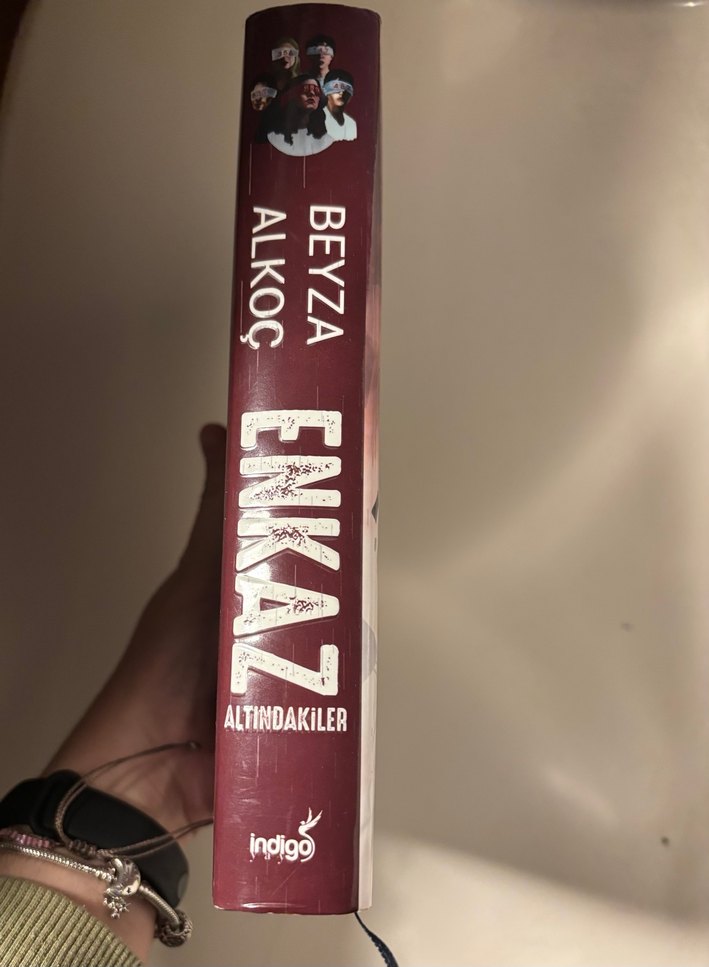 BEYZA
ALKOÇ
ENKAZ
ALTINDAKİLER
indigo